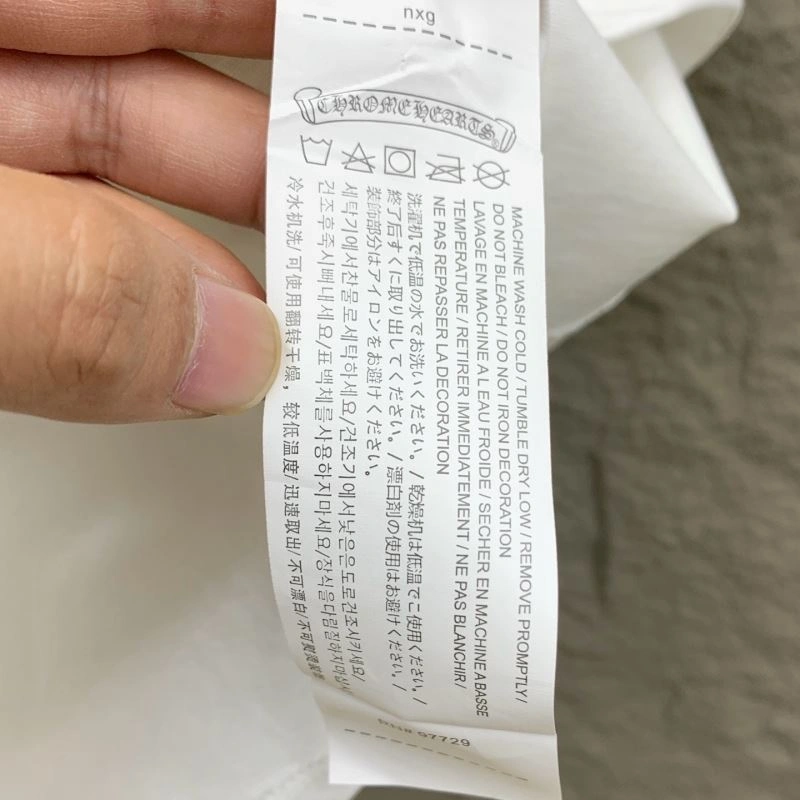 nxg
CHROME HEARTS
MACHINE WASH COLD / TUMBLE DRY LOW / REMOVE PROMPTLY /
DO NOT BLEACH / DO NOT IRON DECORATION
LAVAGE EN MACHINE A L EAU FROIDE / SECHER EN MACHINE A BASSE
TEMPERATURE / RETIRER IMMEDIATEMENT / NE PAS BLANCHIR /
NE PAS REPASSER LA DECORATION
洗濯机で低温の水でお洗いください。/ 乾燥机は低温でご使用ください。/
終了后すぐに取り出してください。/ 漂白剤の使用はお避けください。/
装飾部分はアイロンをお避けください。
세탁기에서찬물로세탁하세요/건조기에서낮은온도로건조시키세요/
건조후즉시빼내세요/표백체를사용하지마세요/장식을다림질하지마십시
冷水机洗/可使用翻转干燥，较低温度/迅速取出/不可漂白/不可熨烫装饰
RN# 97729